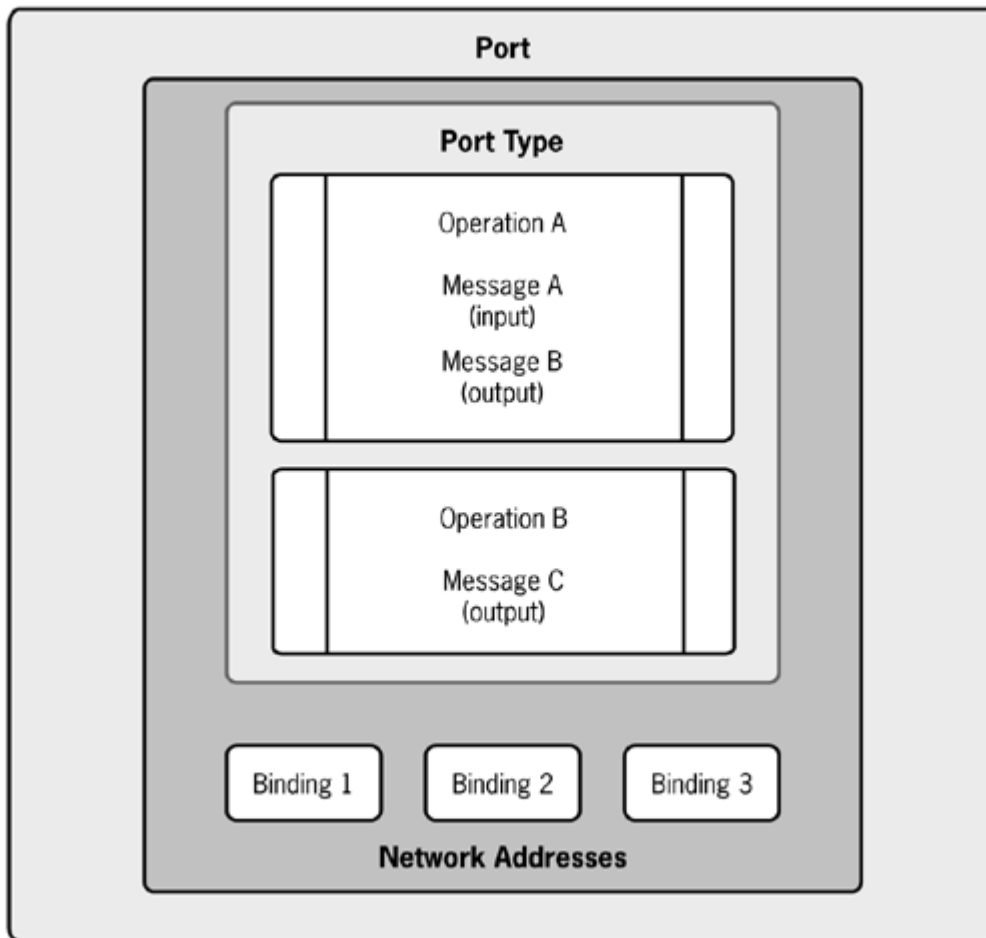 Port
Port Type
Operation A
Message A
(input)
Message B
(output)
Operation B
Message C
(output)
Binding 1
Binding 2
Binding 3
Network Addresses